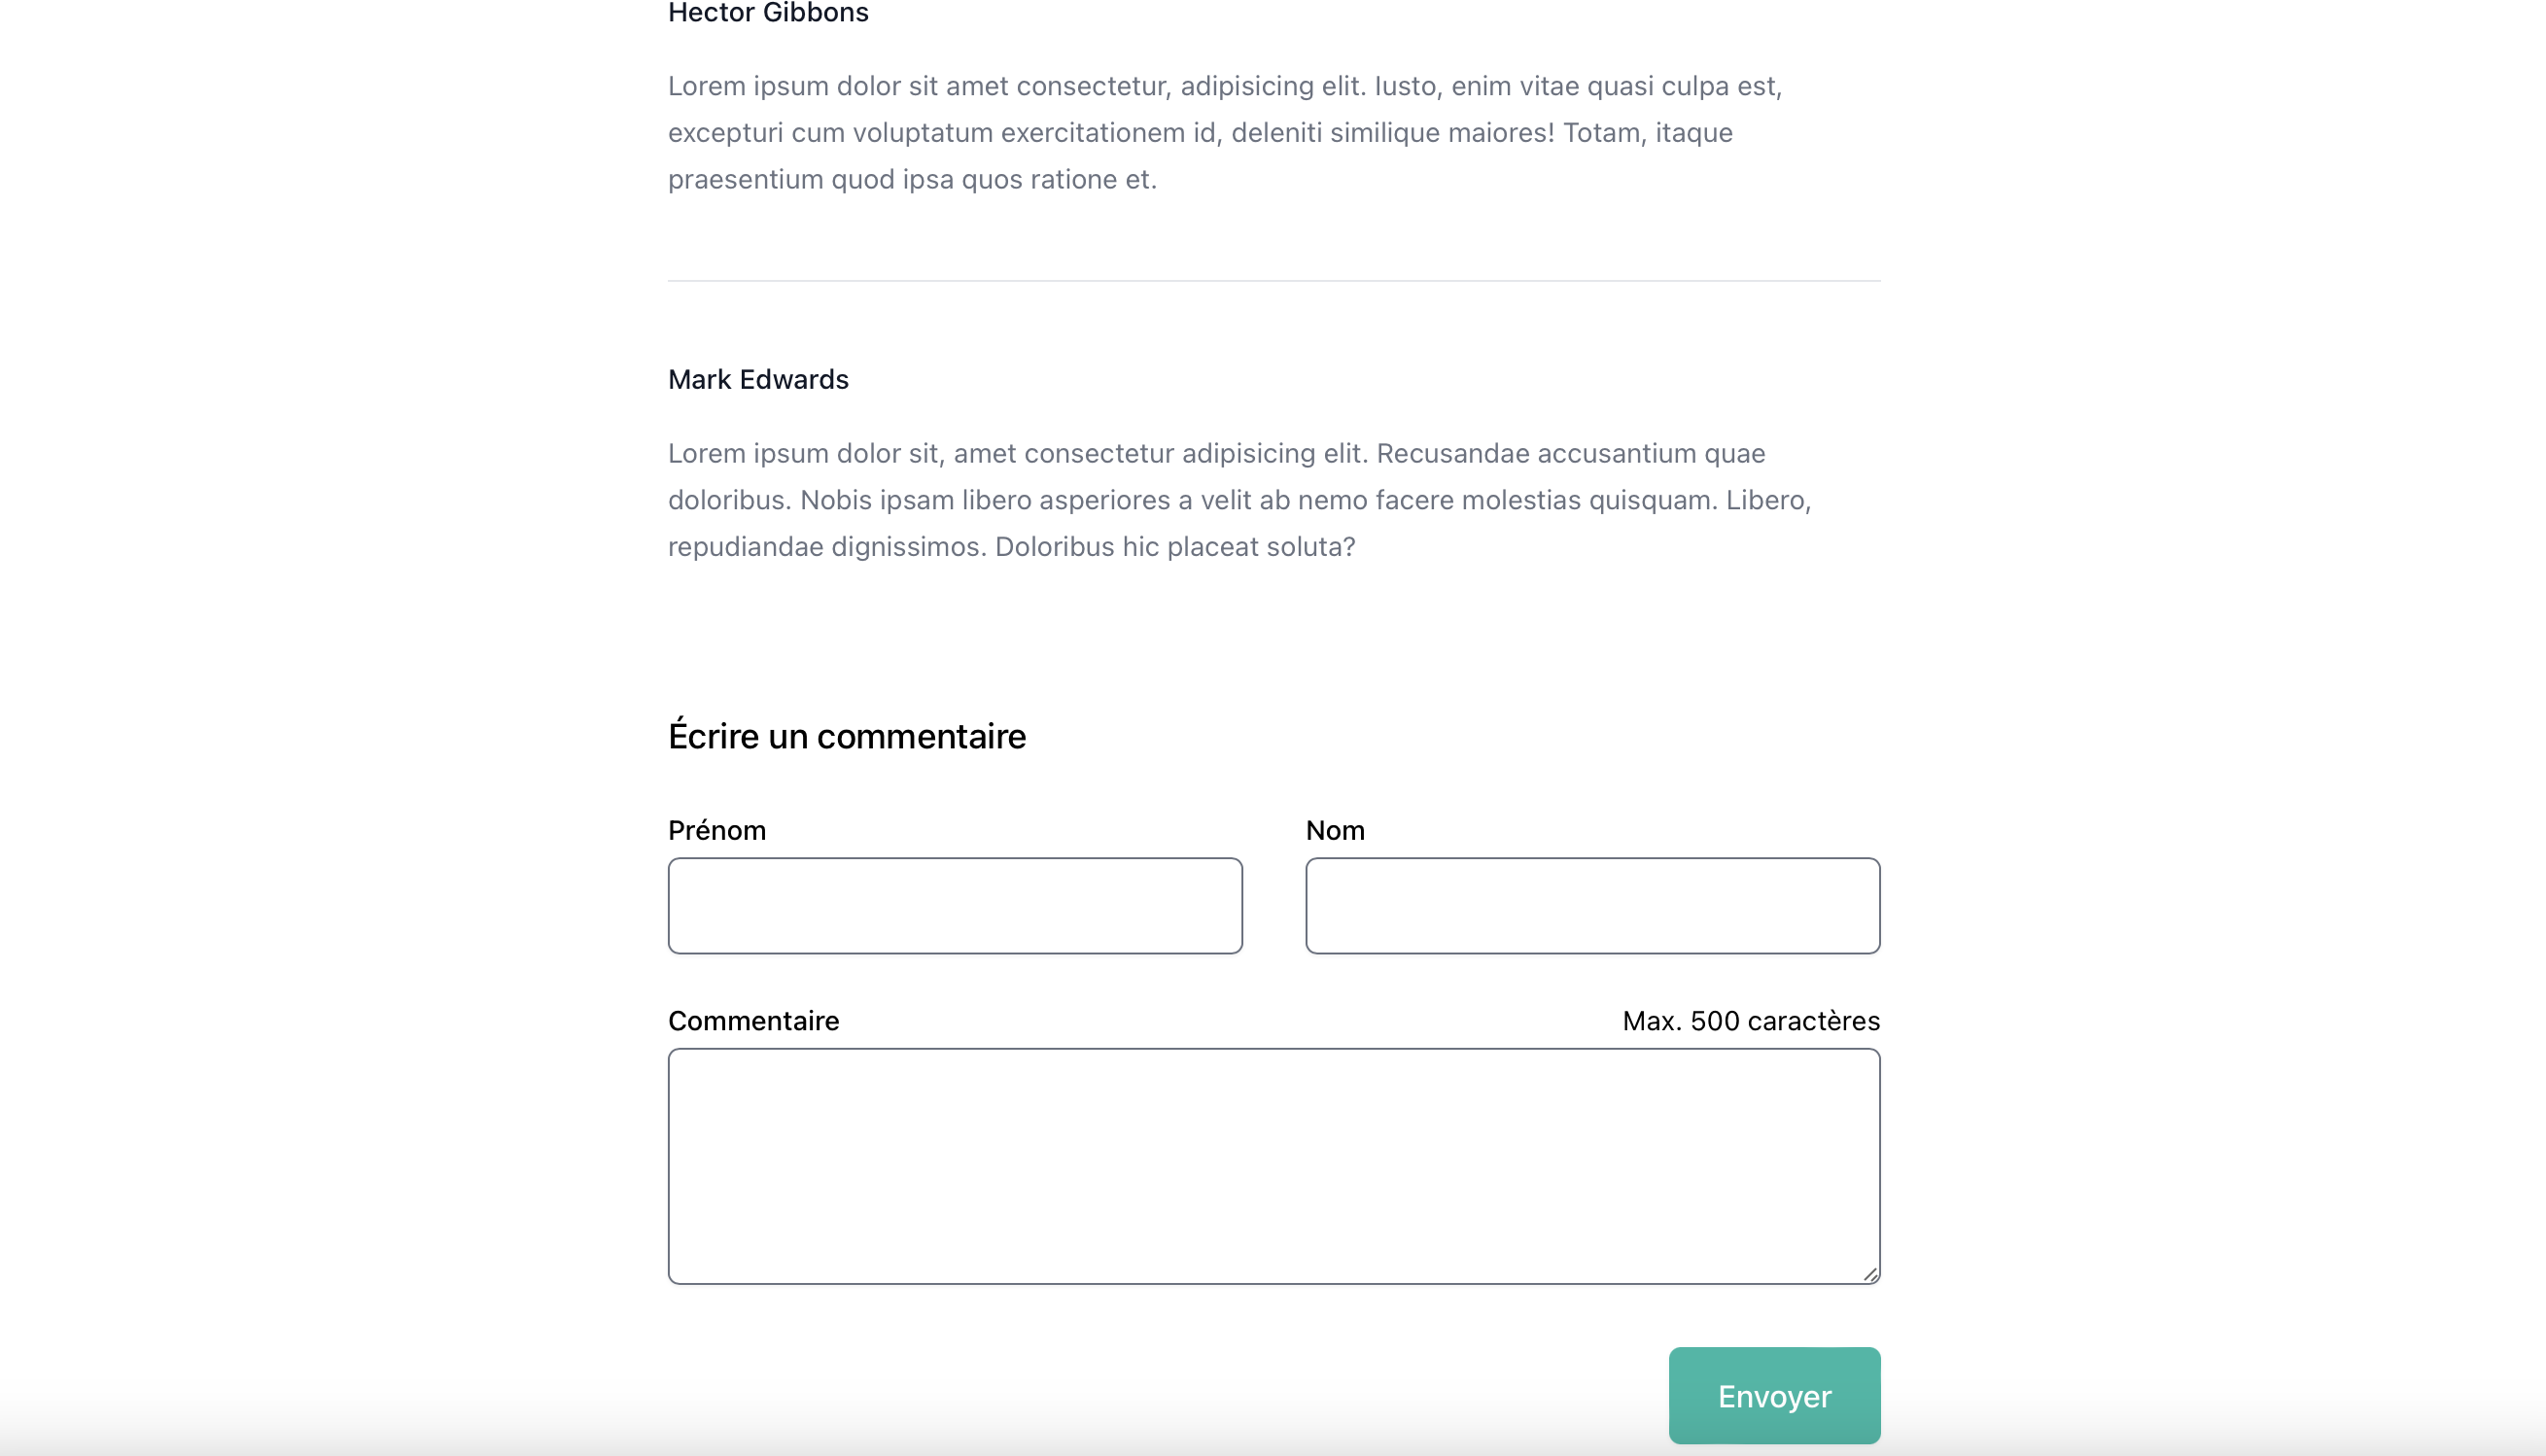 Hector Gibbons
Lorem ipsum dolor sit amet consectetur, adipisicing elit. Iusto, enim vitae quasi culpa est,
excepturi cum voluptatum exercitationem id, deleniti similique maiores! Totam, itaque
praesentium quod ipsa quos ratione et.
Mark Edwards
Lorem ipsum dolor sit, amet consectetur adipisicing elit. Recusandae accusantium quae
doloribus. Nobis ipsam libero asperiores a velit ab nemo facere molestias quisquam. Libero,
repudiandae dignissimos. Doloribus hic placeat soluta?
Écrire un commentaire
Prénom
Nom
Commentaire
Max. 500 caractères
Envoyer